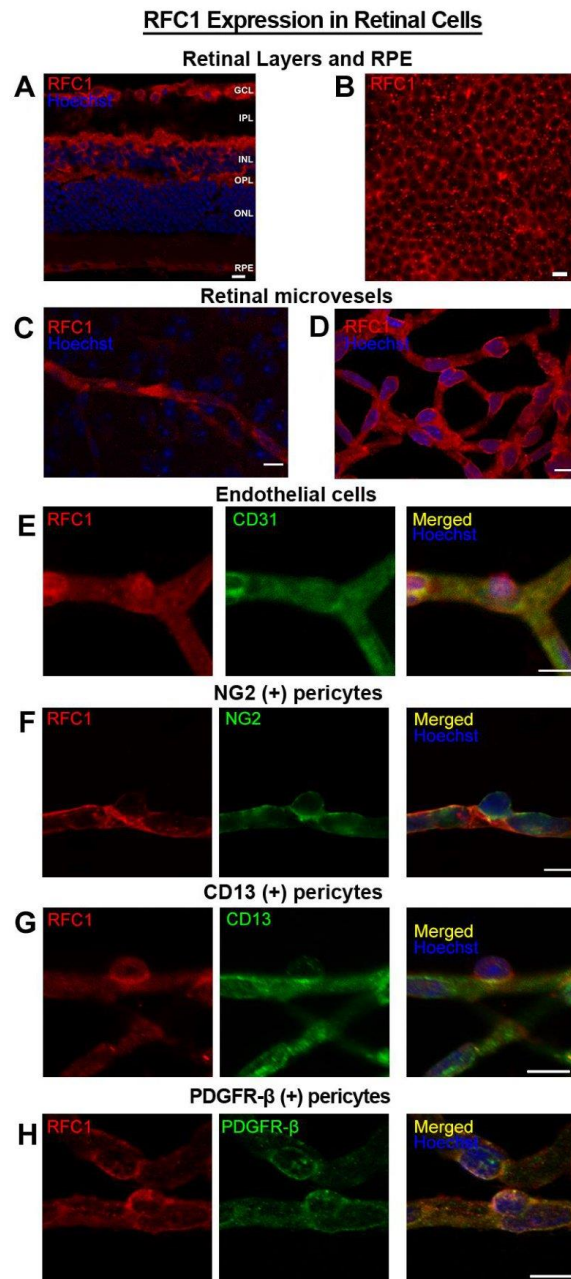 RFC1 Expression in Retinal Cells
Retinal Layers and RPE
A
RFC1
Hoechst
GCL
IPL
INL
OPL
ONL
RPE
B
RFC1
Retinal microvesels
C
RFC1
Hoechst
D
RFC1
Hoechst
Endothelial cells
E
RFC1
CD31
Merged
Hoechst
NG2 (+) pericytes
F
RFC1
NG2
Merged
Hoechst
CD13 (+) pericytes
G
RFC1
CD13
Merged
Hoechst
PDGFR-β (+) pericytes
H
RFC1
PDGFR-β
Merged
Hoechst